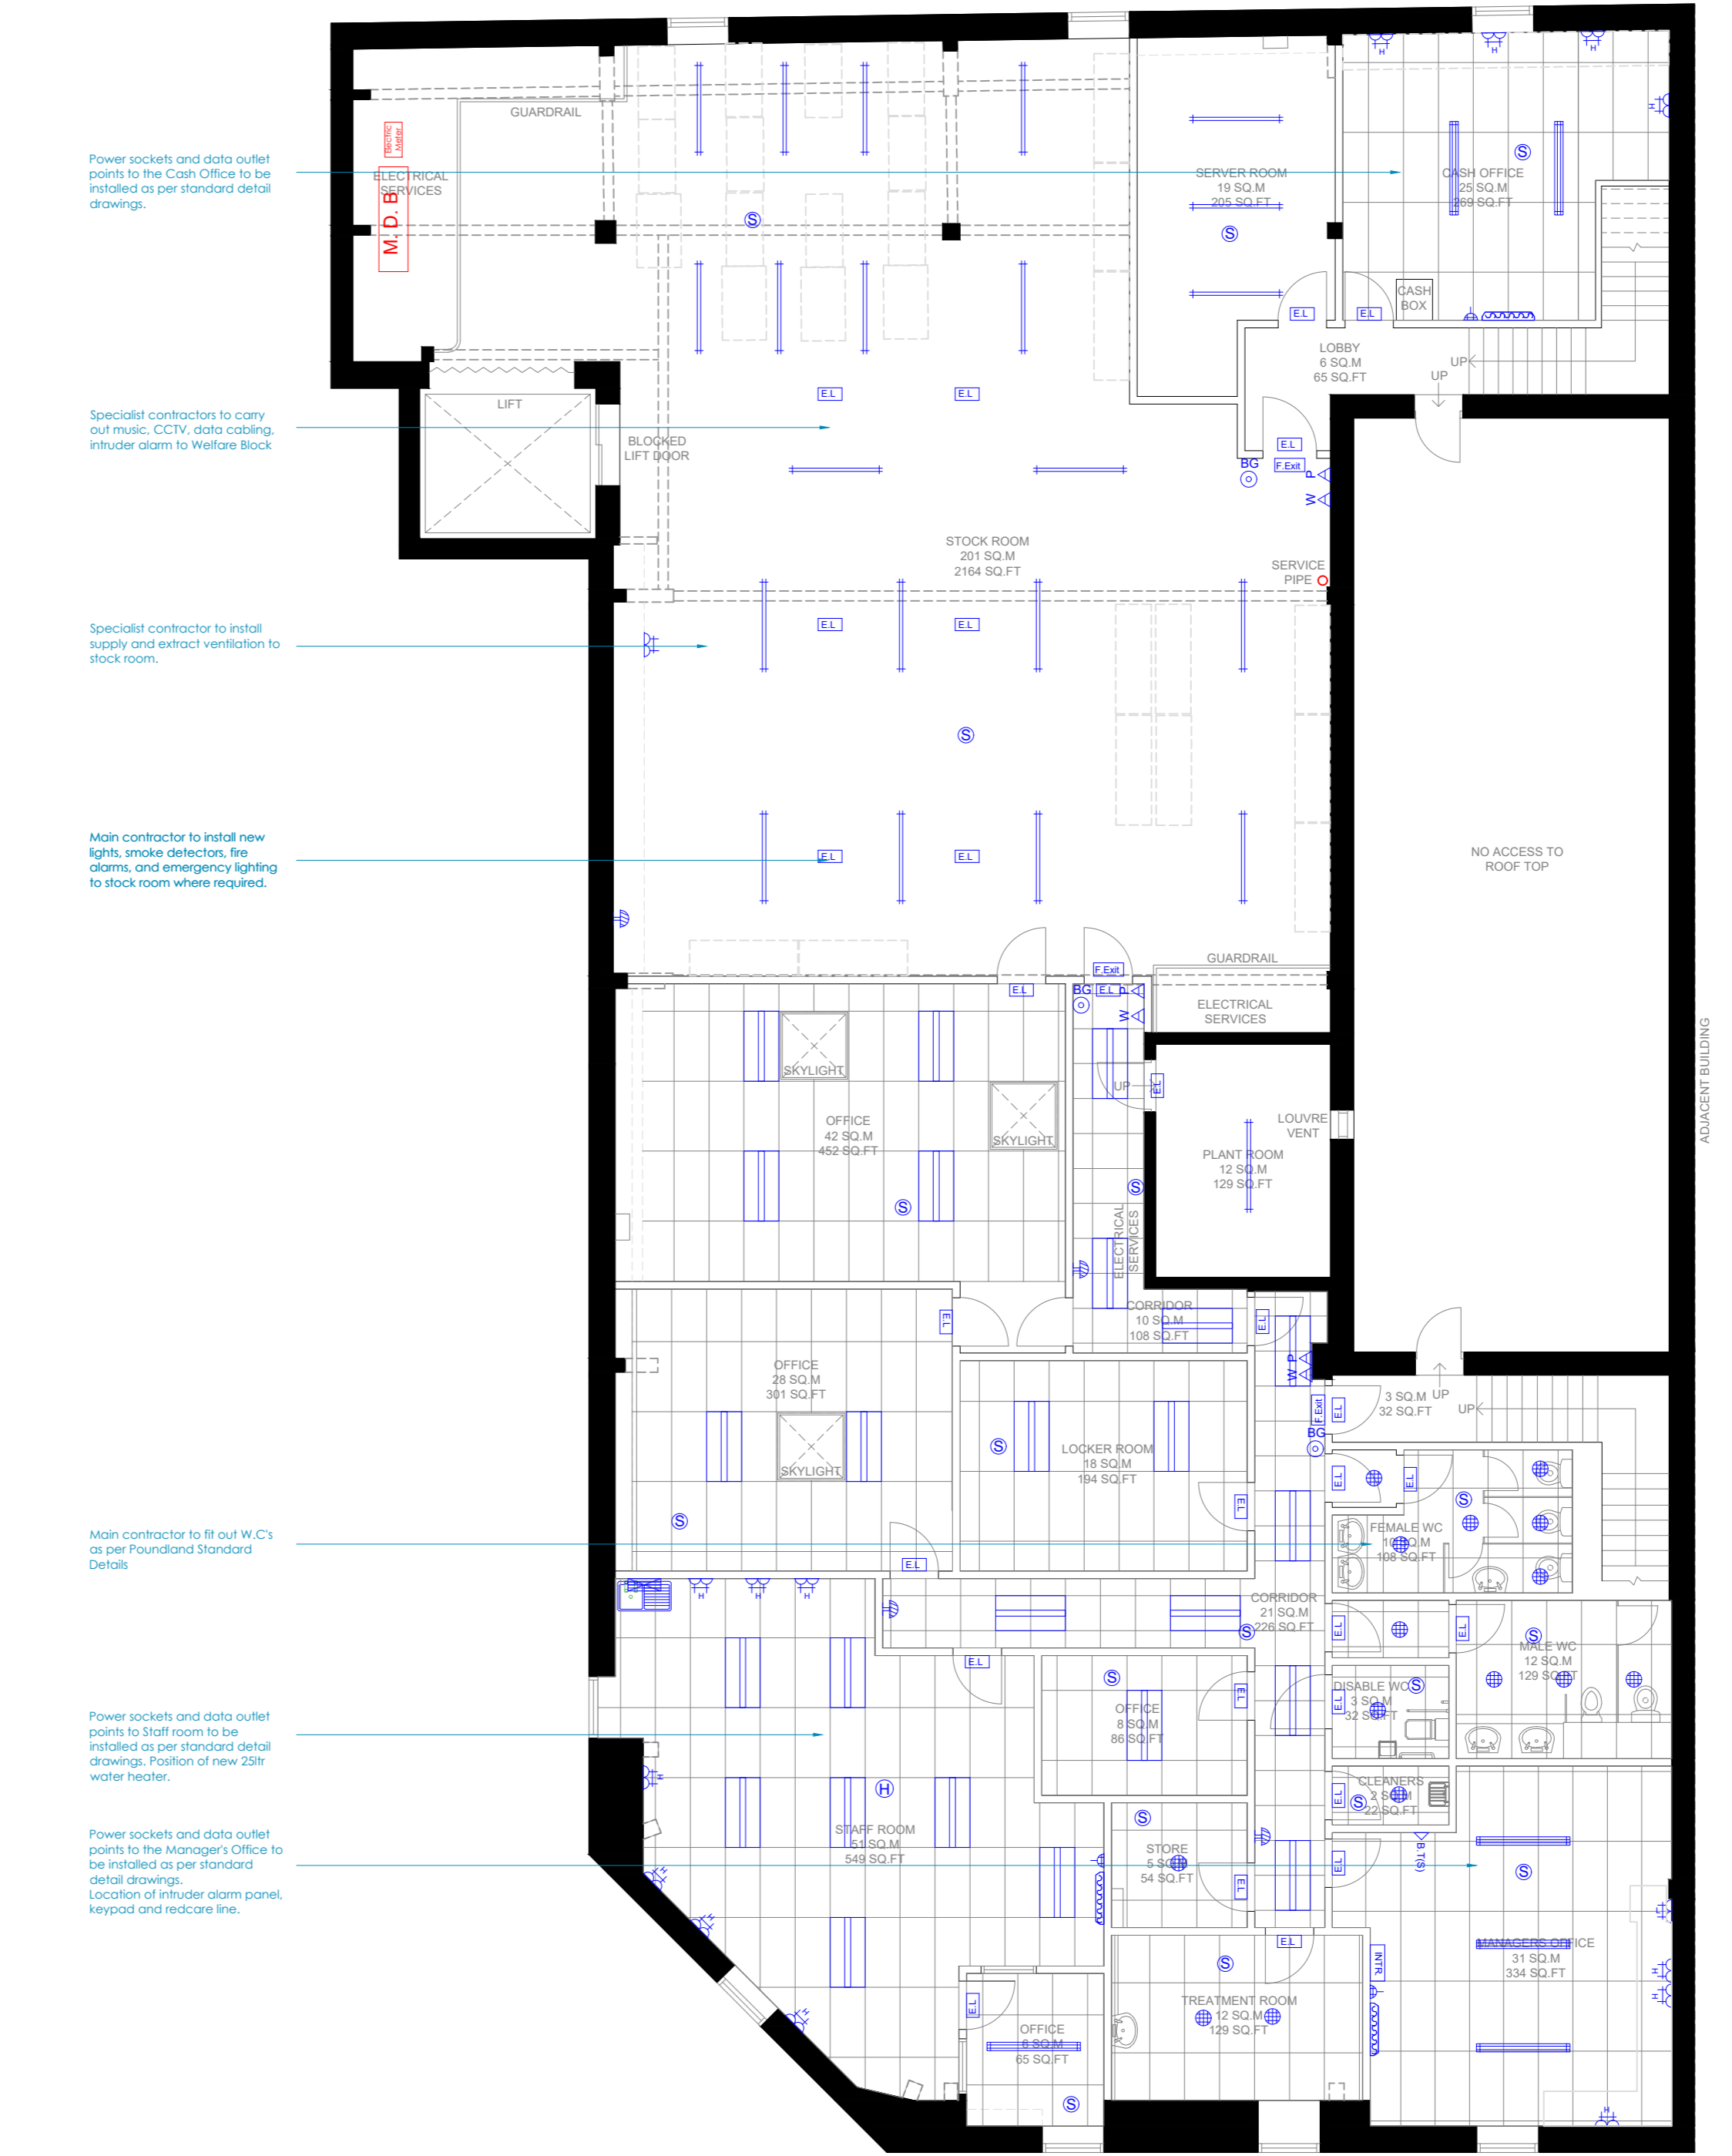 Power sockets and data outlet
points to the Cash Office to be
installed as per standard detail
drawings.
Specialist contractors to carry
out music, CCTV, data cabling,
intruder alarm to Welfare Block
Specialist contractor to install
supply and extract ventilation to
stock room.
Main contractor to install new
lights, smoke detectors, fire
alarms, and emergency lighting
to stock room where required.
Main contractor to fit out W.C's
as per Poundland Standard
Details
Power sockets and data outlet
points to Staff room to be
installed as per standard detail
drawings. Position of new 25ltr
water heater.
Power sockets and data outlet
points to the Manager's Office to
be installed as per standard
detail drawings.
Location of intruder alarm panel,
keypad and redcare line.
GUARDRAIL
Electric
Meter
ELECTRICAL
SERVICES
M. D. B
LIFT
BLOCKED
LIFT DOOR
S
SERVER ROOM
19 SQ.M
205 SQ.FT
S
H
H
H
H
S
CASH OFFICE
25 SQ.M
269 SQ.FT
CASH
BOX
E.L
E.L
LOBBY
6 SQ.M
65 SQ.FT
UP
UP
E.L
E.L
E.L
F.Exit
BG
P
W
STOCK ROOM
201 SQ.M
2164 SQ.FT
SERVICE
PIPE
E.L
E.L
S
E.L
E.L
NO ACCESS TO
ROOF TOP
ADJACENT BUILDING
GUARDRAIL
F.Exit
E.L
E.L
BG
P
W
ELECTRICAL
SERVICES
SKYLIGHT
SKYLIGHT
OFFICE
42 SQ.M
452 SQ.FT
S
UP
E.L
LOUVRE
VENT
PLANT ROOM
12 SQ.M
129 SQ.FT
S
ELECTRICAL
SERVICES
CORRIDOR
10 SQ.M
108 SQ.FT
E.L
E.L
OFFICE
28 SQ.M
301 SQ.FT
SKYLIGHT
S
E.L
P
W
F.Exit
BG
E.L
3 SQ.M
32 SQ.FT
UP
UP
S
LOCKER ROOM
18 SQ.M
194 SQ.FT
E.L
E.L
E.L
S
FEMALE WC
10 SQ.M
108 SQ.FT
H
H
H
CORRIDOR
21 SQ.M
226 SQ.FT
S
E.L
E.L
E.L
S
MALE WC
12 SQ.M
129 SQ.FT
S
OFFICE
8 SQ.M
86 SQ.FT
E.L
E.L
DISABLE WC
3 SQ.M
32 SQ.FT
S
H
H
STAFF ROOM
51 SQ.M
549 SQ.FT
E.L
CLEANERS
2 SQ.M
22 SQ.FT
S
S
STORE
5 SQ.M
54 SQ.FT
E.L
E.L
B.T(S)
S
H
H
H
MANAGERS OFFICE
31 SQ.M
334 SQ.FT
INTR
H
H
H
H
E.L
S
TREATMENT ROOM
12 SQ.M
129 SQ.FT
E.L
OFFICE
6 SQ.M
65 SQ.FT
S
H